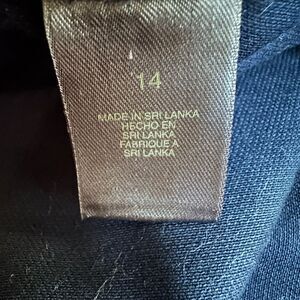 14
MADE IN SRI LANKA
HECHO EN
SRI LANKA
FABRIQUE A
SRI LANKA